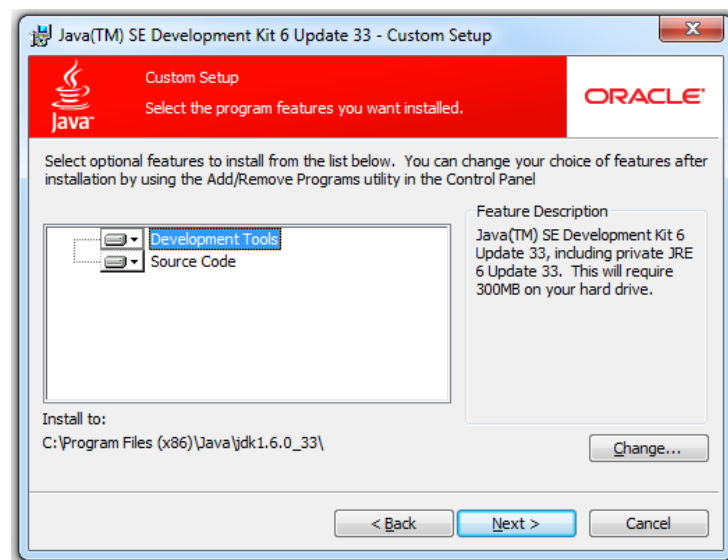 Java(TM) SE Development Kit 6 Update 33 - Custom Setup
Custom Setup
Select the program features you want installed.
Java™
ORACLE®
Select optional features to install from the list below.  You can change your choice of features after
installation by using the Add/Remove Programs utility in the Control Panel
Development Tools
Source Code
Feature Description
Java(TM) SE Development Kit 6
Update 33, including private JRE
6 Update 33.  This will require
300MB on your hard drive.
Install to:
C:\Program Files (x86)\Java\jdk1.6.0_33\
Change...
< Back
Next >
Cancel